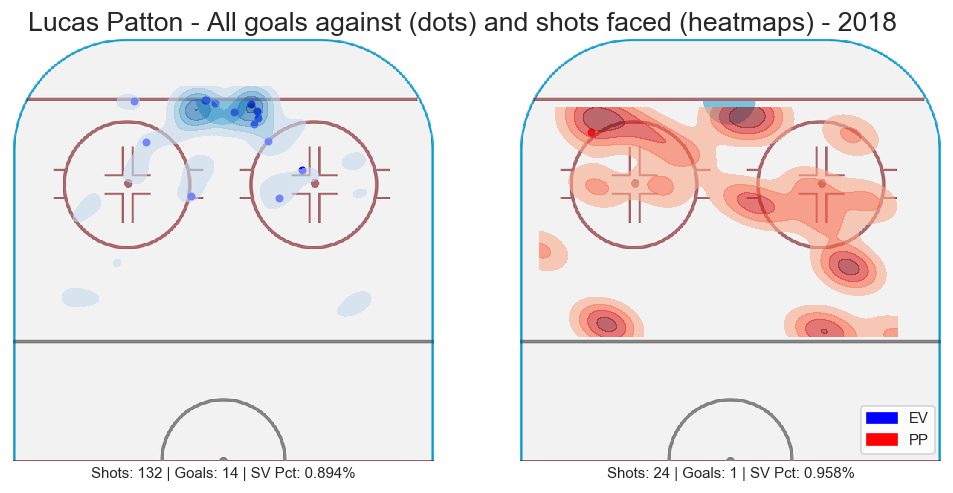 Lucas Patton - All goals against (dots) and shots faced (heatmaps) - 2018
EV
PP
Shots: 132 | Goals: 14 | SV Pct: 0.894%
Shots: 24 | Goals: 1 | SV Pct: 0.958%